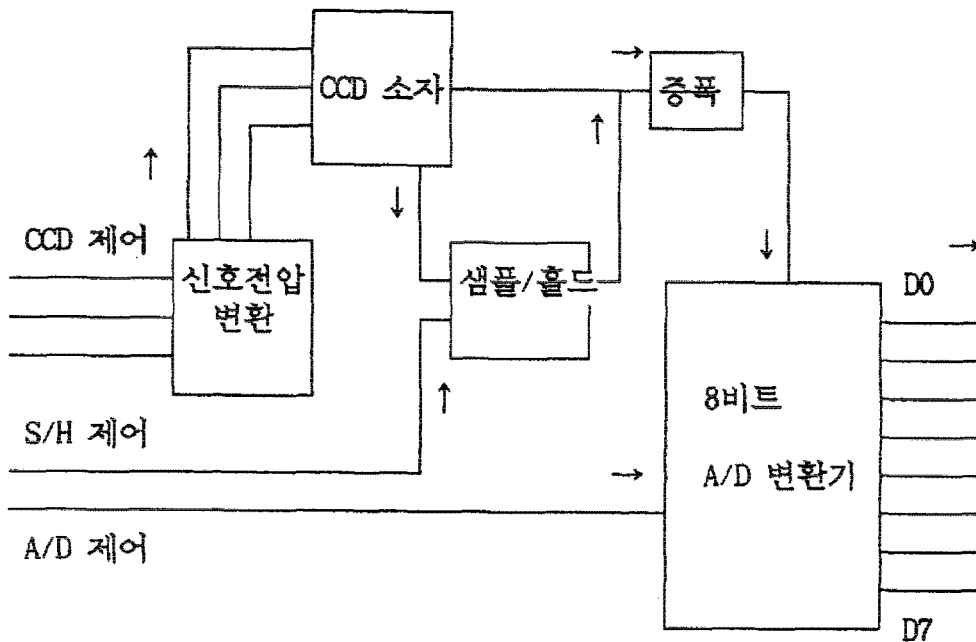 CCD 소자
증폭
CCD 제어
신호전압
변환
샘플/홀드
D0
8비트
A/D 변환기
S/H 제어
A/D 제어
D7